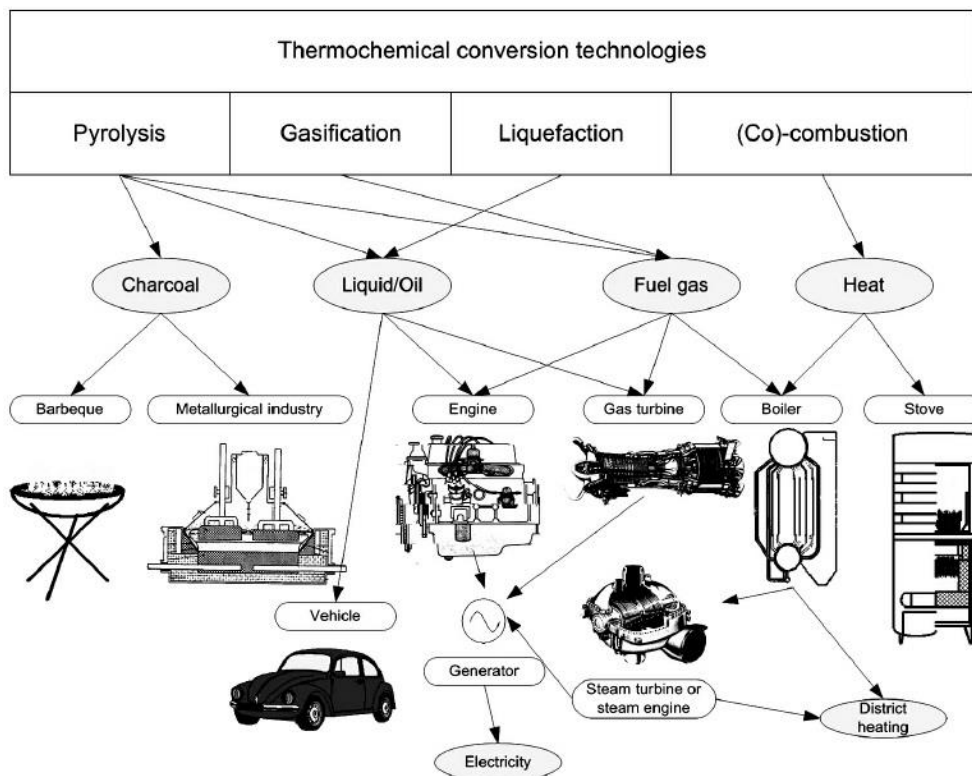 Thermochemical conversion technologies
Pyrolysis
Gasification
Liquefaction
(Co)-combustion
Charcoal
Liquid/Oil
Fuel gas
Heat
Barbeque
Metallurgical industry
Engine
Gas turbine
Boiler
Stove
Vehicle
Generator
Steam turbine or
steam engine
District
heating
Electricity